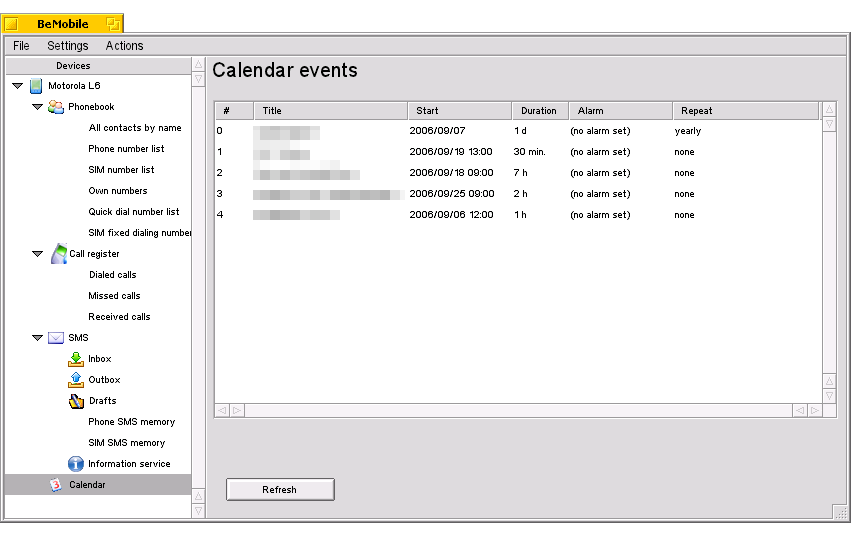 BeMobile
File Settings Actions
Devices
Motorola L6
Phonebook
All contacts by name
Phone number list
SIM number list
Own numbers
Quick dial number list
SIM fixed dialing number
Call register
Dialed calls
Missed calls
Received calls
SMS
Inbox
Outbox
Drafts
Phone SMS memory
SIM SMS memory
Information service
Calendar
Calendar events
# Title Start Duration Alarm Repeat
0 2006/09/07 1 d (no alarm set) yearly
1 2006/09/19 13:00 30 min. (no alarm set) none
2 2006/09/18 09:00 7 h (no alarm set) none
3 2006/09/25 09:00 2 h (no alarm set) none
4 2006/09/06 12:00 1 h (no alarm set) none
Refresh